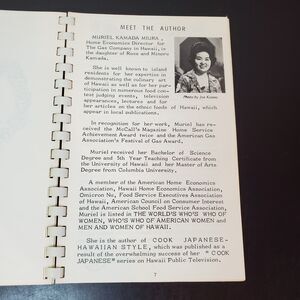 MEET THE AUTHOR
MURIEL KAMADA MIURA,
Home Economics Director for
The Gas Company in Hawaii, is
the daughter of Rose and Minoru
Kamada.
She is well known to island
residents for her expertise in
demonstrating the culinary art
of Hawaii as well as for her par-
ticipation in numerous food con-
test judging events, television
appearances, lectures and for
Photo by Joe Konno
her articles on the ethnic foods of Hawaii, which
appear in local publications.
In recognition for her work, Muriel has re-
ceived the McCall's Magazine Home Service
Achievement Award twice and the American Gas
Association's Festival of Gas Award.
Muriel received her Bachelor of Science
Degree and 5th Year Teaching Certificate from
the University of Hawaii and her Master of Arts
Degree from Columbia University.
A member of the American Home Economics
Association, Hawaii Home Economics Association,
Omicron Nu, Food Service Executives Association
of Hawaii, American Council on Consumer Interest
and the American School Food Service Association,
Muriel is listed in THE WORLD'S WHO'S WHO OF
WOMEN, WHO'S WHO OF AMERICAN WOMEN and
MEN AND WOMEN OF HAWAII.
She is the author of COOK JAPANESE-
HAWAIIAN STYLE, which was published as a
result of the overwhelming success of her "COOK
JAPANESE" series on Hawaii Public Television.
7